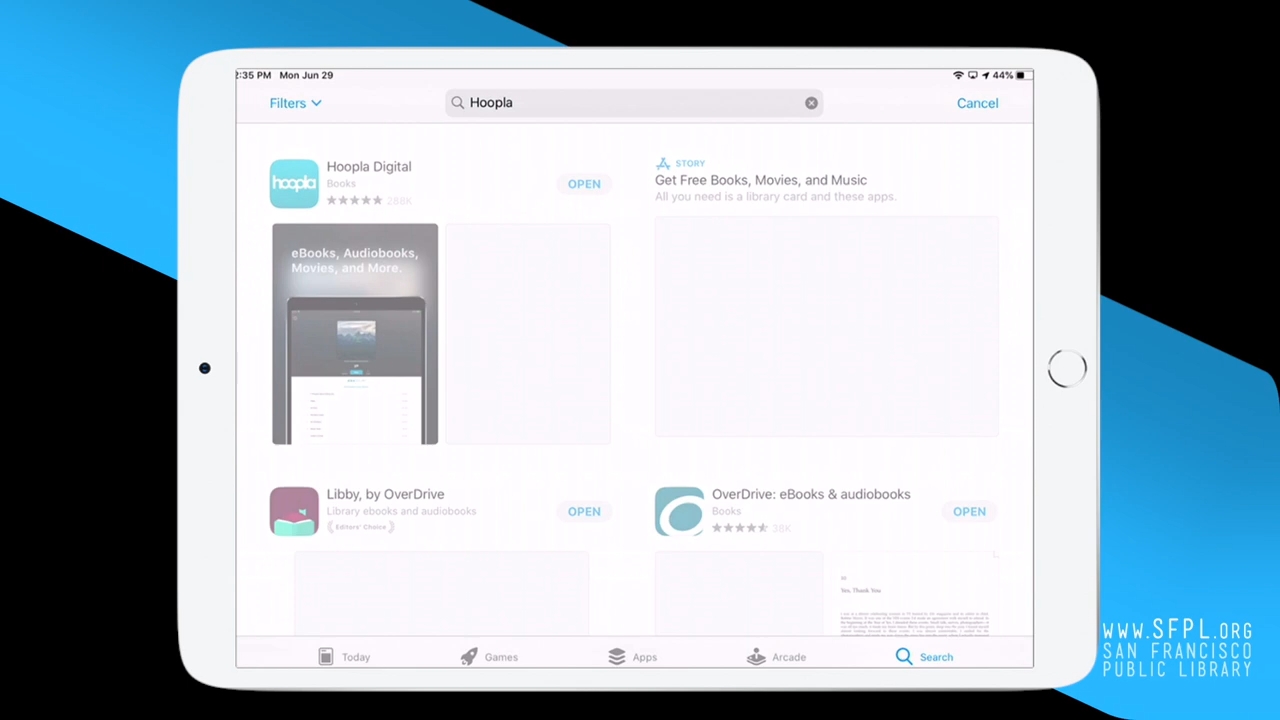 2:35 PM Mon Jun 29
44%
Filters
Hoopla
Cancel
hoopla
Hoopla Digital
Books
288K
OPEN
STORY
Get Free Books, Movies, and Music
All you need is a library card and these apps.
eBooks, Audiobooks,
Movies, and More.
Libby, by OverDrive
Library ebooks and audiobooks
Editors' Choice
OPEN
OverDrive: eBooks & audiobooks
Books
38K
OPEN
Yes, Thank You
Today
Games
Apps
Arcade
Search
WWW.SFPL.ORG
SAN FRANCISCO
PUBLIC LIBRARY